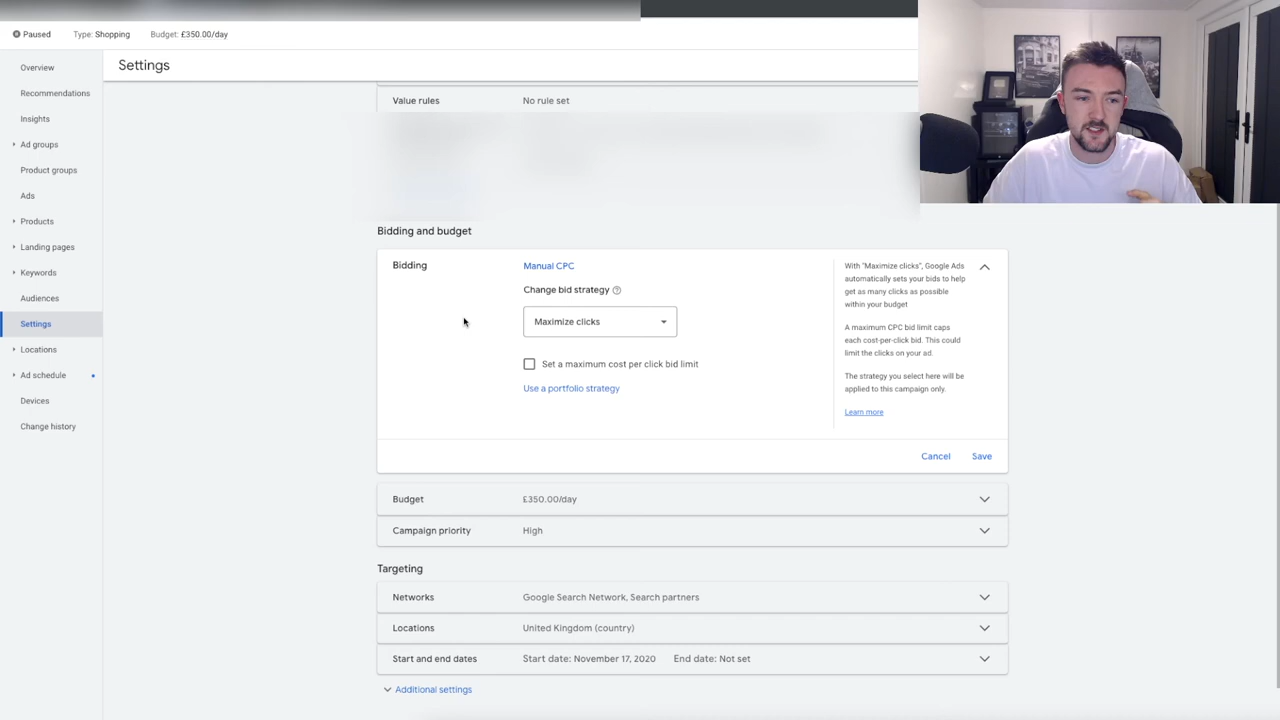 Paused Type: Shopping Budget: £350.00/day
Overview
Recommendations
Insights
Ad groups
Product groups
Ads
Products
Landing pages
Keywords
Audiences
Settings
Locations
Ad schedule
Devices
Change history
Settings
Value rules No rule set
Bidding and budget
Bidding
Manual CPC
Change bid strategy
Maximize clicks
Set a maximum cost per click bid limit
Use a portfolio strategy
With "Maximize clicks", Google Ads
automatically sets your bids to help
get as many clicks as possible
within your budget
A maximum CPC bid limit caps
each cost-per-click bid. This could
limit the clicks on your ad.
The strategy you select here will be
applied to this campaign only.
Learn more
Cancel Save
Budget £350.00/day
Campaign priority High
Targeting
Networks Google Search Network, Search partners
Locations United Kingdom (country)
Start and end dates Start date: November 17, 2020 End date: Not set
Additional settings